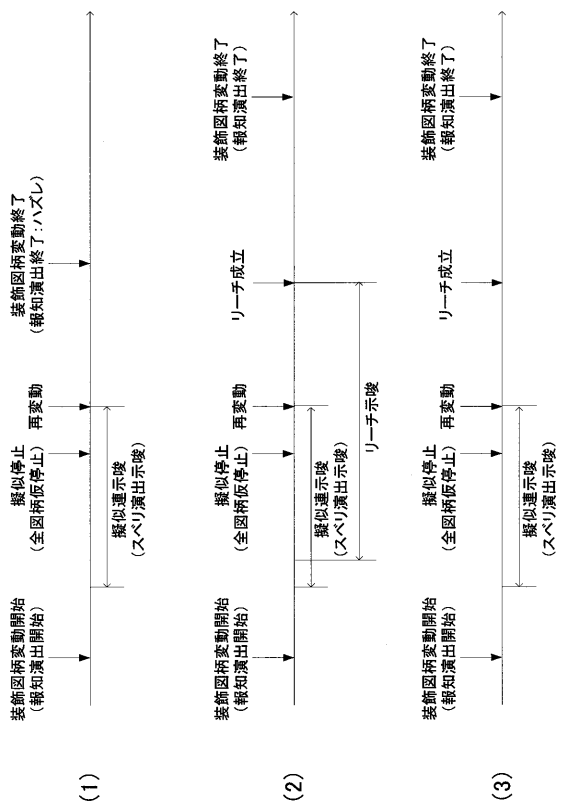 (1)
装飾図柄変動開始
(報知演出開始)
擬似停止
(全図柄仮停止)
再変動
装飾図柄変動終了
(報知演出終了:ハズレ)
擬似連示唆
(スベリ演出示唆)
(2)
装飾図柄変動開始
(報知演出開始)
擬似停止
(全図柄仮停止)
再変動
リーチ成立
装飾図柄変動終了
(報知演出終了)
擬似連示唆
(スベリ演出示唆)
リーチ示唆
(3)
装飾図柄変動開始
(報知演出開始)
擬似停止
(全図柄仮停止)
再変動
リーチ成立
装飾図柄変動終了
(報知演出終了)
擬似連示唆
(スベリ演出示唆)